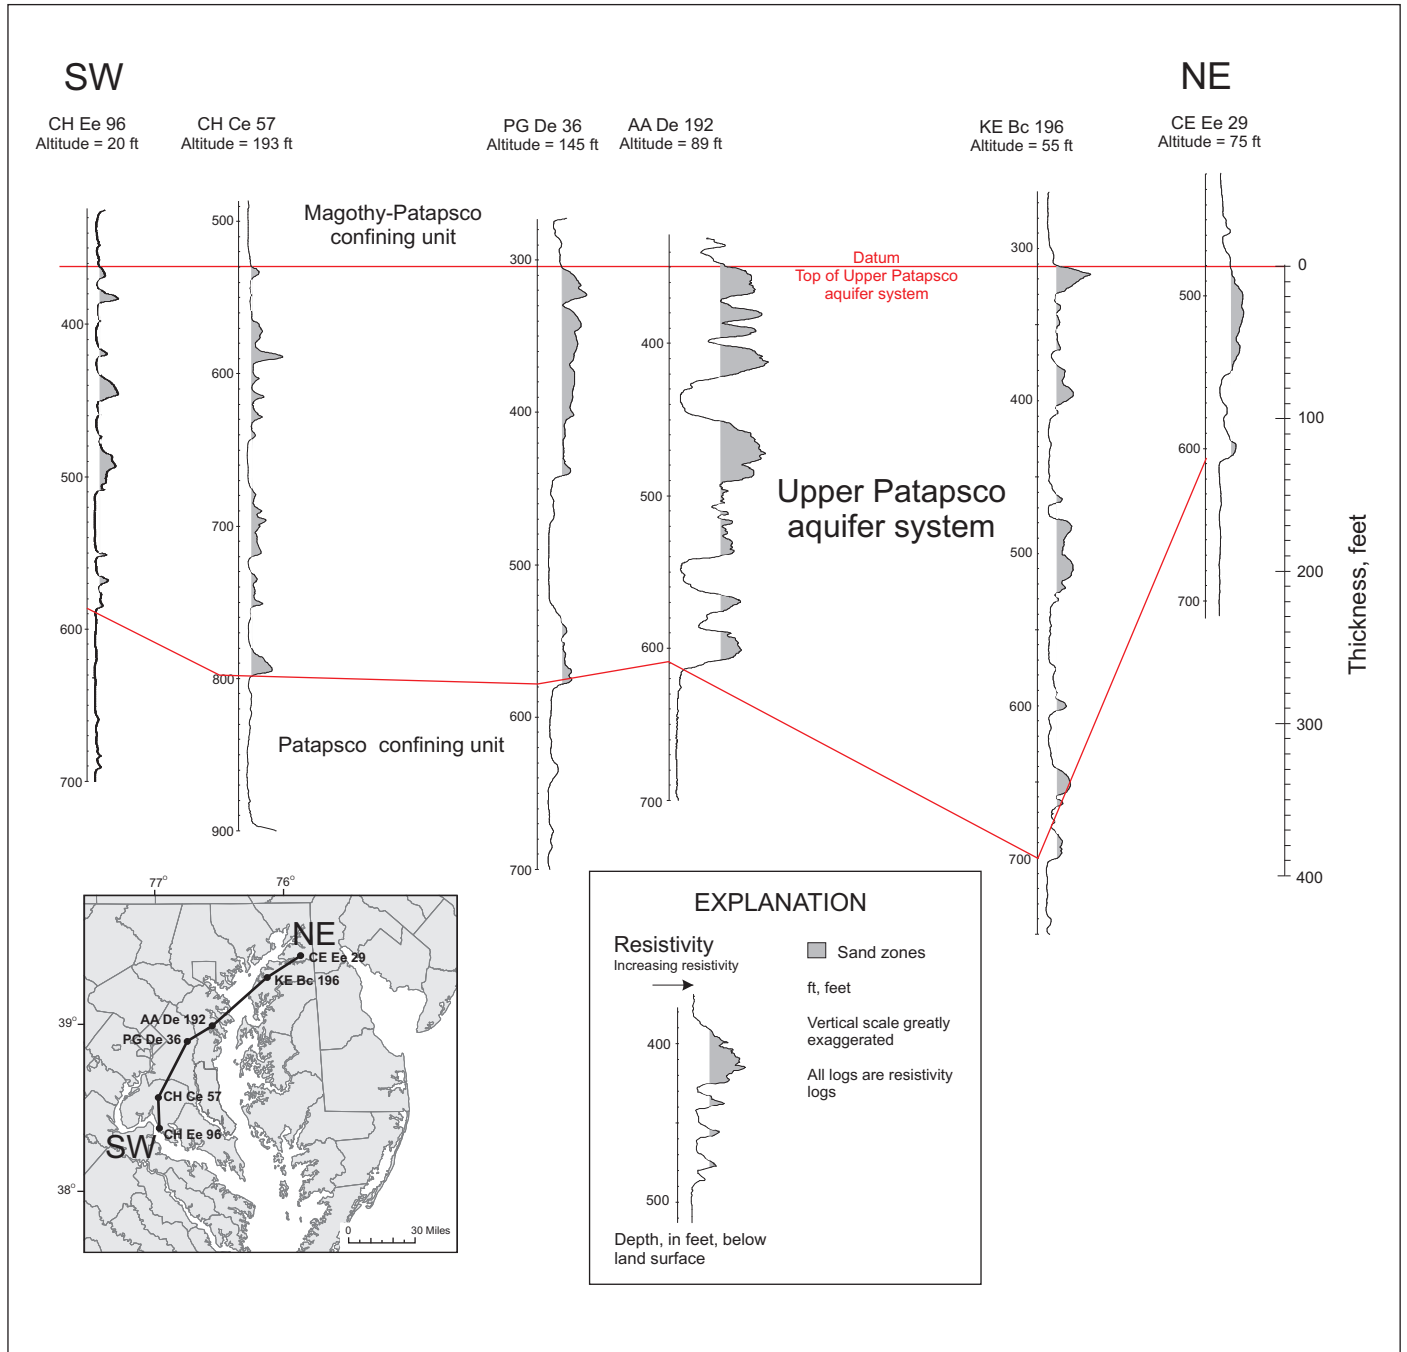 SW
NE
CH Ee 96
Altitude = 20 ft
CH Ce 57
Altitude = 193 ft
PG De 36
Altitude = 145 ft
AA De 192
Altitude = 89 ft
KE Bc 196
Altitude = 55 ft
CE Ee 29
Altitude = 75 ft
Magothy-Patapsco
confining unit
Datum
Top of Upper Patapsco
aquifer system
Upper Patapsco
aquifer system
Patapsco confining unit
400
500
600
700
500
600
700
800
900
300
400
500
600
700
400
500
600
700
300
400
500
600
700
500
600
700
0
100
200
300
400
Thickness, feet
77°
76°
39°
38°
NE
CE Ee 29
KE Bc 196
AA De 192
PG De 36
CH Ce 57
CH Ee 96
SW
0
30 Miles
EXPLANATION
Resistivity
Increasing resistivity
400
500
Depth, in feet, below
land surface
Sand zones
ft, feet
Vertical scale greatly
exaggerated
All logs are resistivity
logs